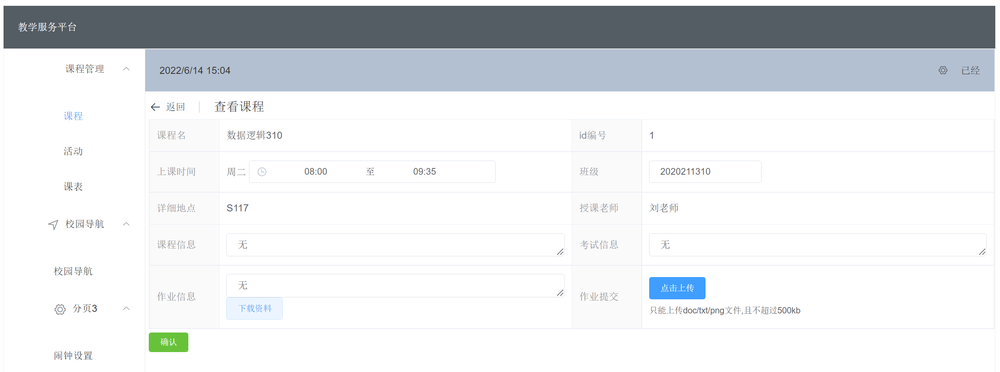 教学服务平台
课程管理
课程
活动
课表
校园导航
校园导航
分页3
闹钟设置
2022/6/14 15:04
已经
返回
查看课程
课程名 数据逻辑310 id编号 1
上课时间 周二 08:00 至 09:35 班级 2020211310
详细地点 S117 授课老师 刘老师
课程信息 无 考试信息 无
作业信息 无 作业提交 点击上传
下载资料 只能上传doc/txt/png文件,且不超过500kb
确认